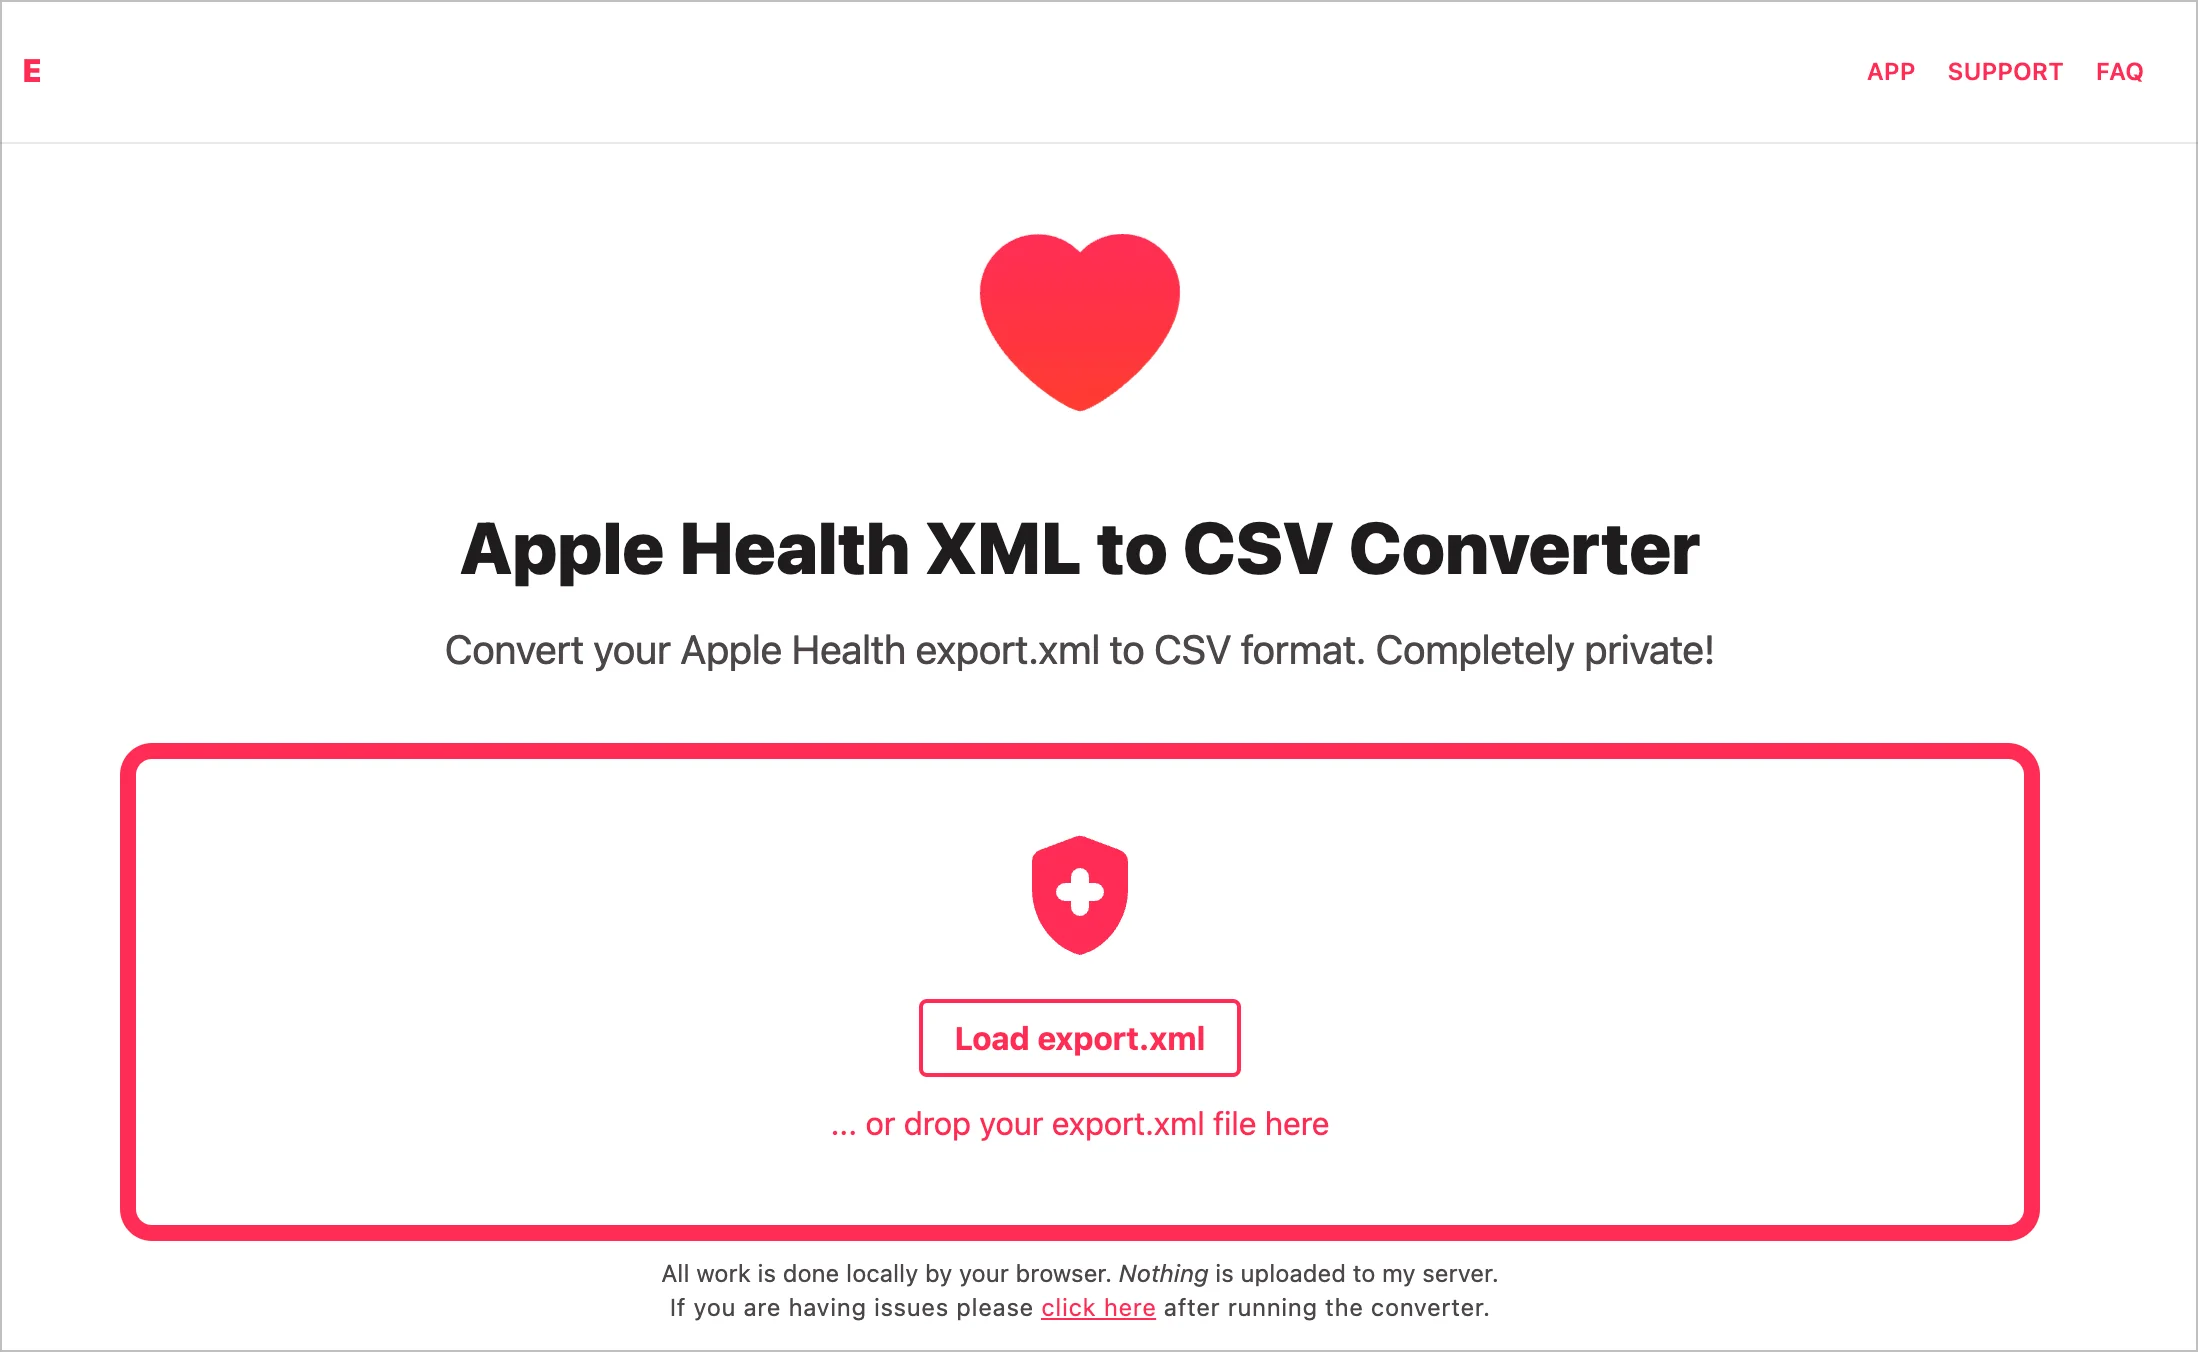 E
APP SUPPORT FAQ
Apple Health XML to CSV Converter
Convert your Apple Health export.xml to CSV format. Completely private!
Load export.xml
... or drop your export.xml file here
All work is done locally by your browser. Nothing is uploaded to my server.
If you are having issues please click here after running the converter.